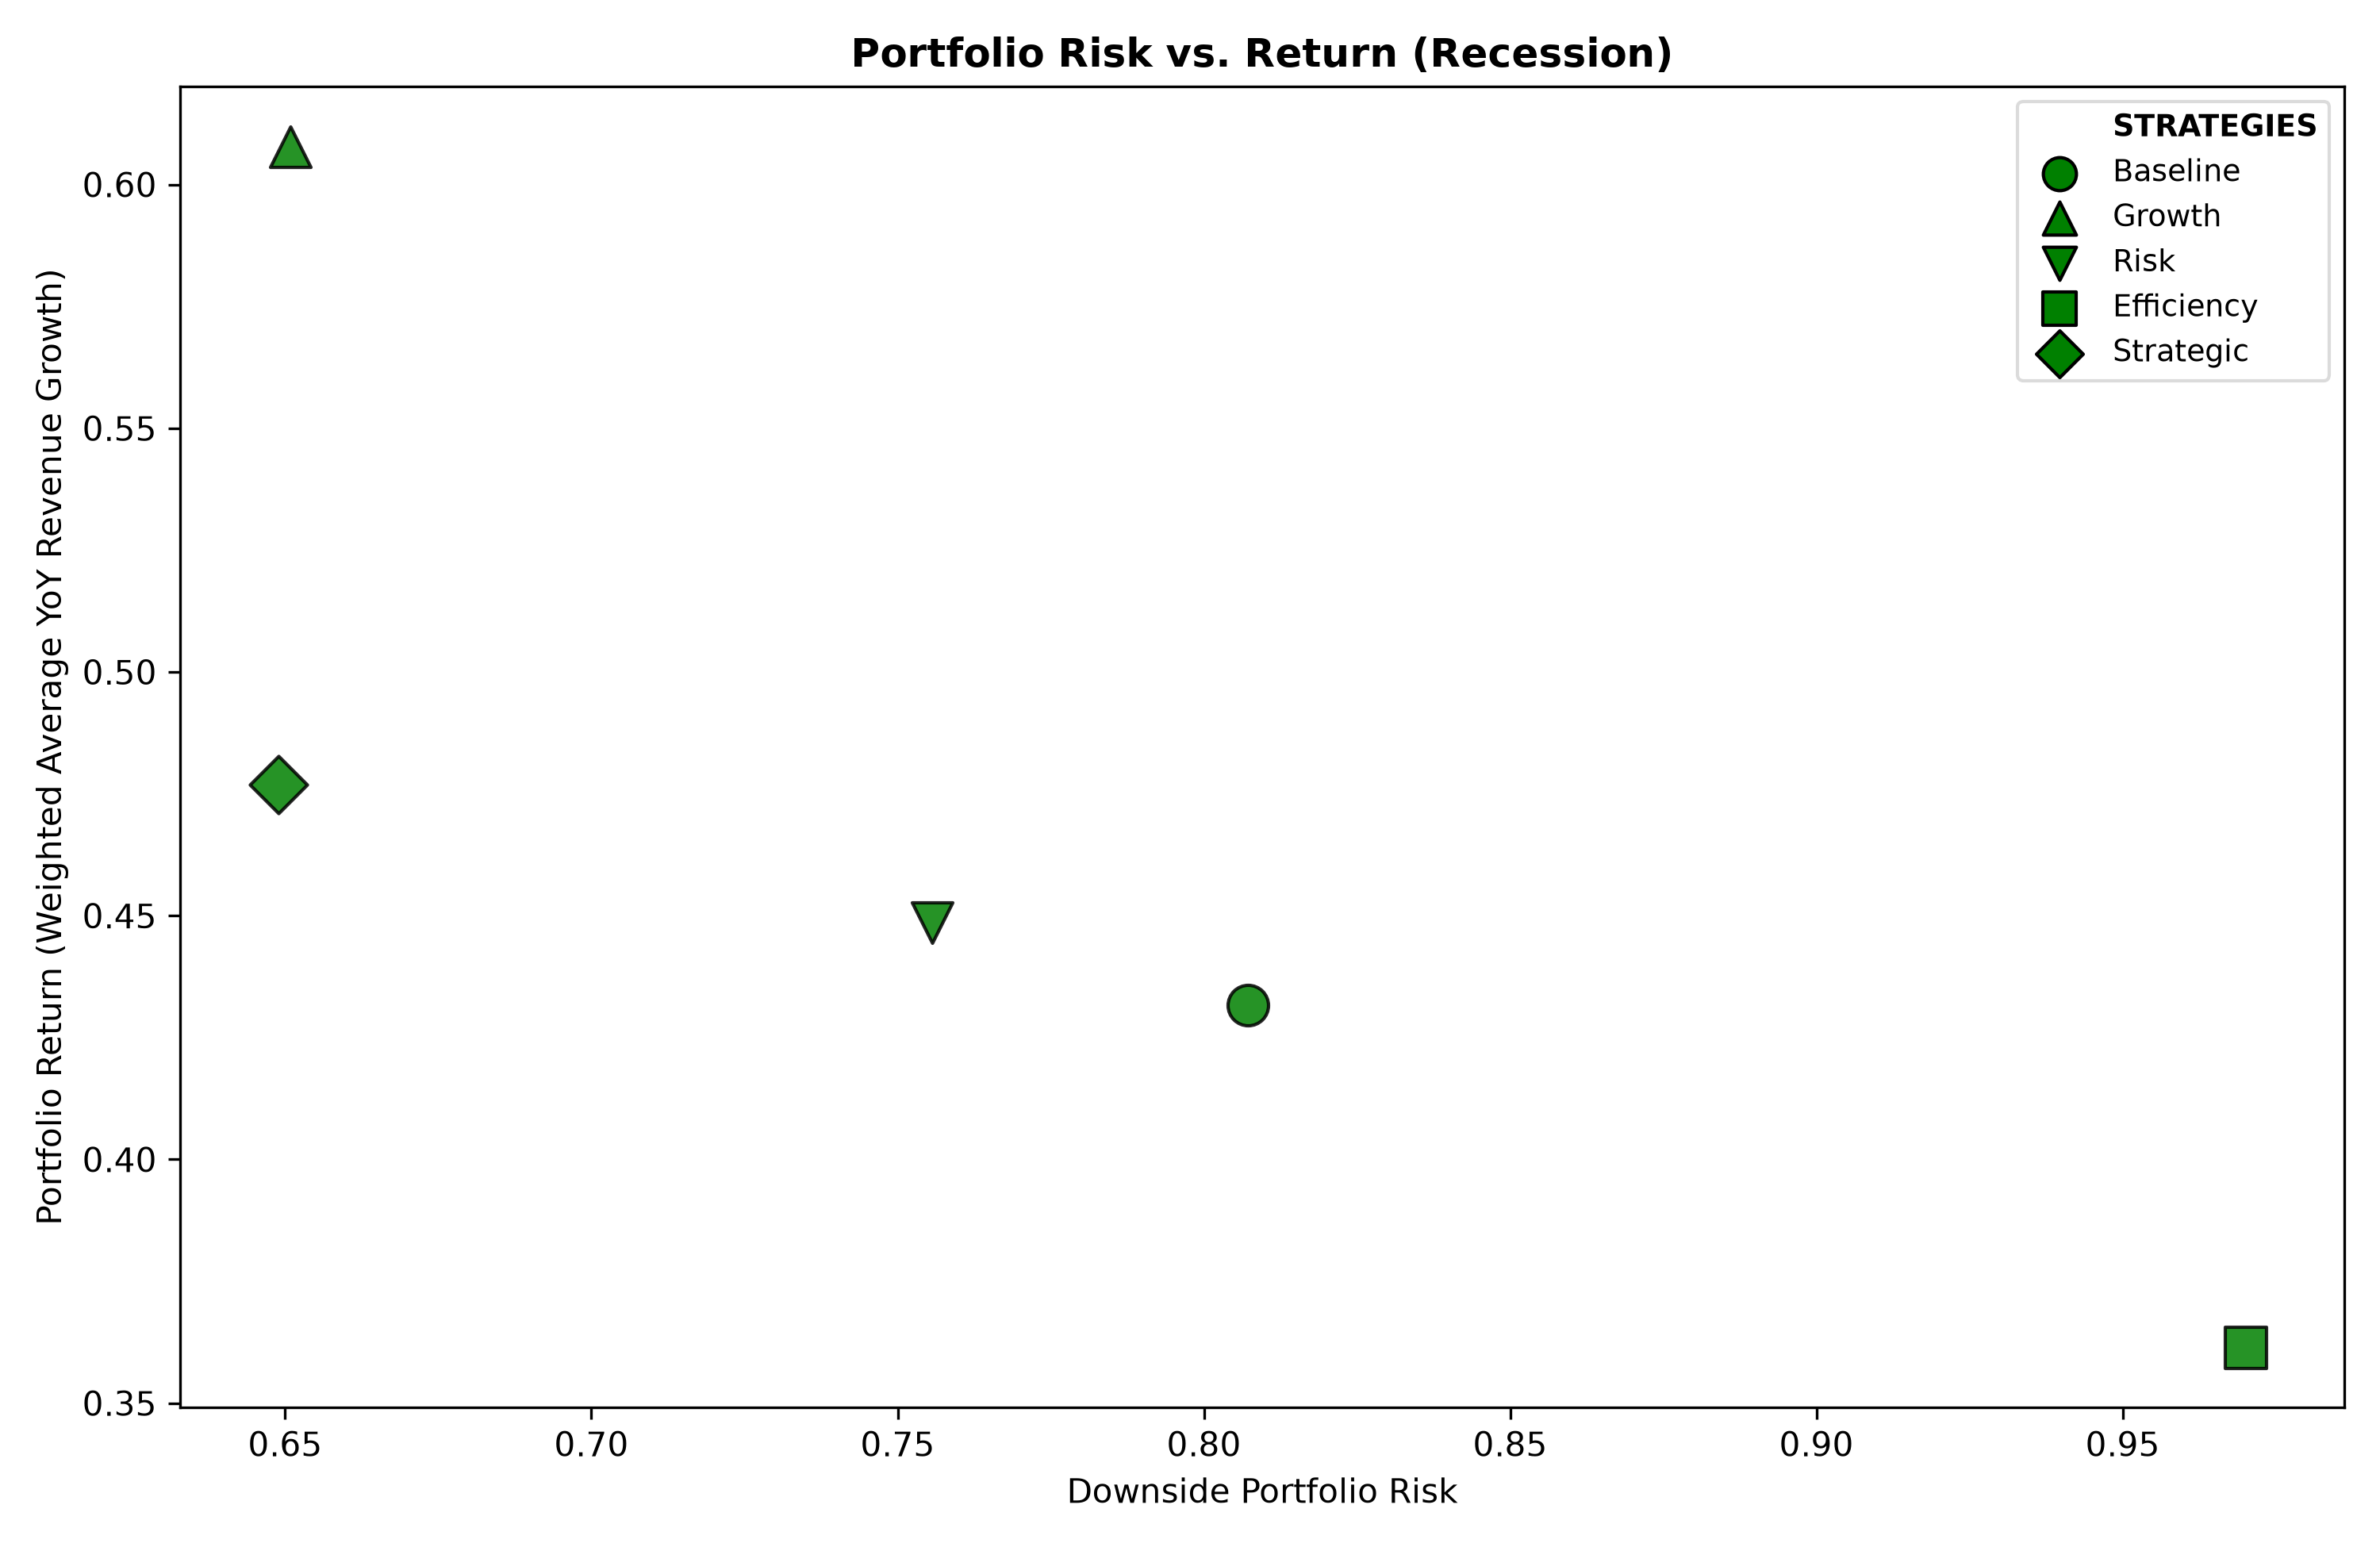 Portfolio Risk vs. Return (Recession)
STRATEGIES
Baseline
Growth
Risk
Efficiency
Strategic
Portfolio Return (Weighted Average YoY Revenue Growth)
0.60
0.55
0.50
0.45
0.40
0.35
0.65 0.70 0.75 0.80 0.85 0.90 0.95
Downside Portfolio Risk